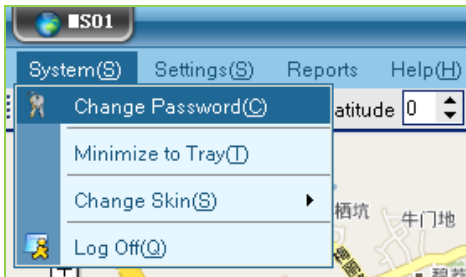 ■S01
System(S) Settings(S) Reports Help(H)
Change Password(C)
atitude 0
Minimize to Tray(T)
Change Skin(S)
栖坑
牛门地
Log Off(Q)